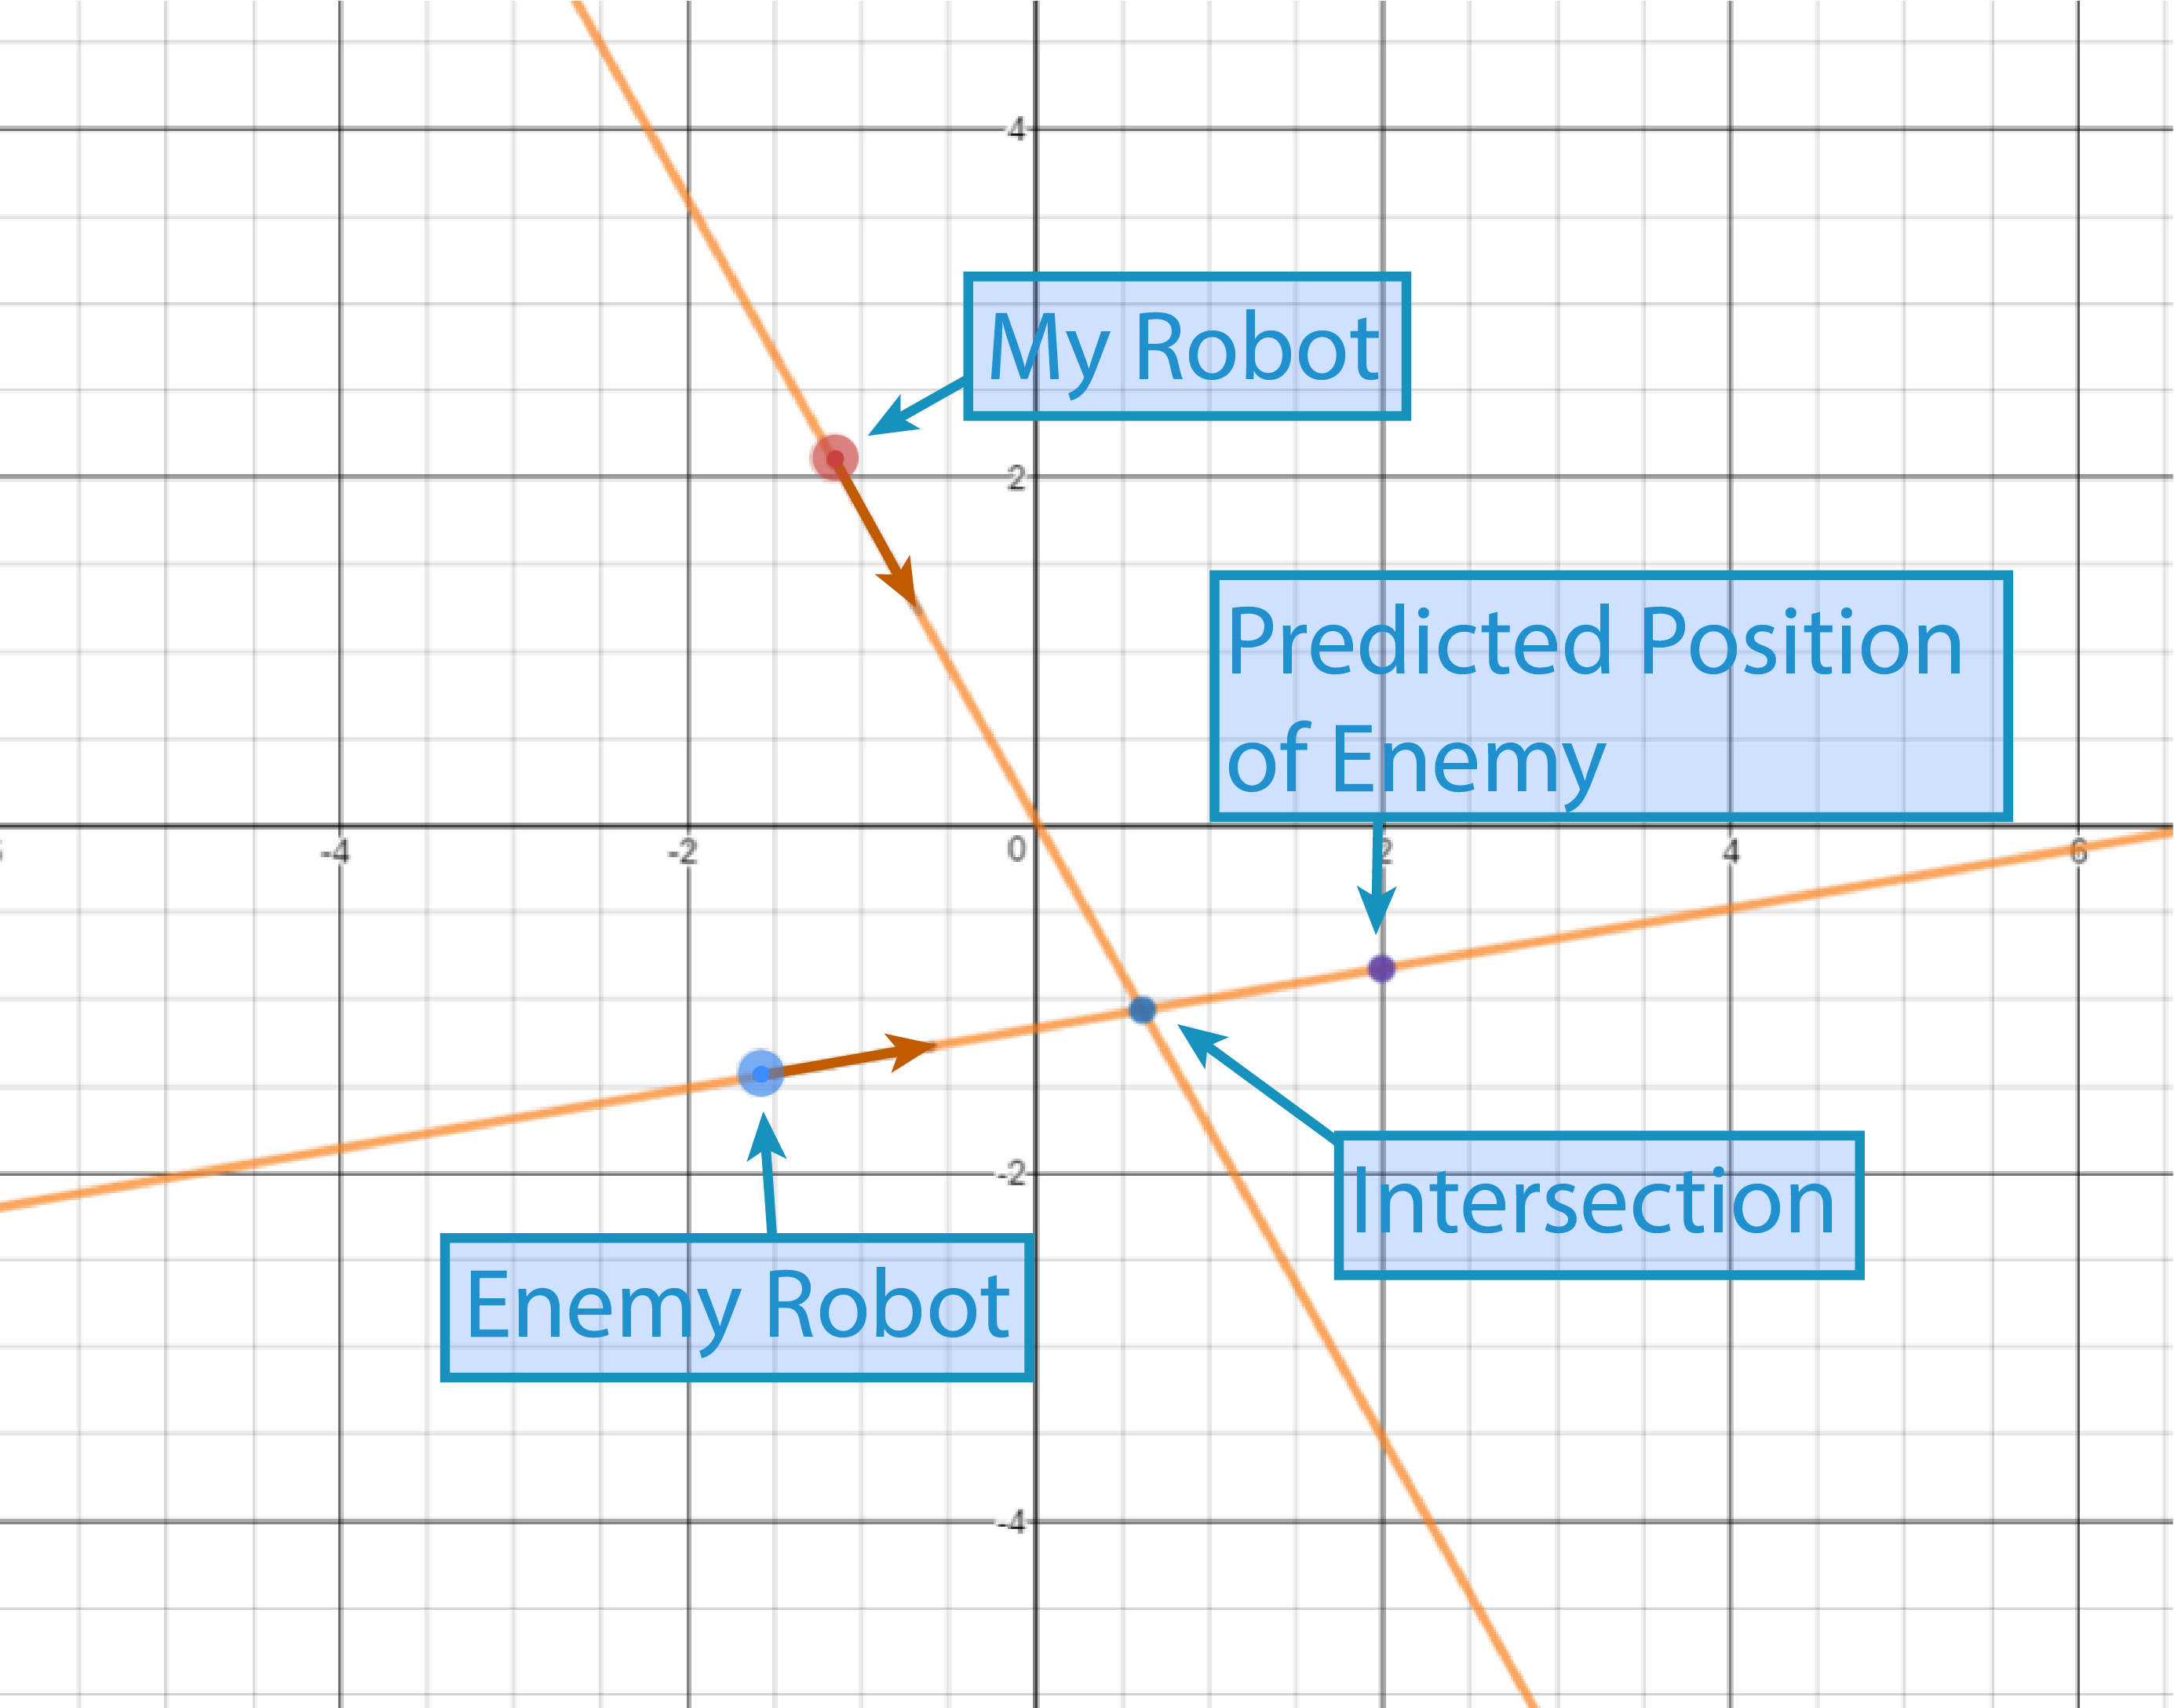 4
My Robot
2
Predicted Position
of Enemy
-4
-2
0
2
4
6
Intersection
-2
Enemy Robot
-4